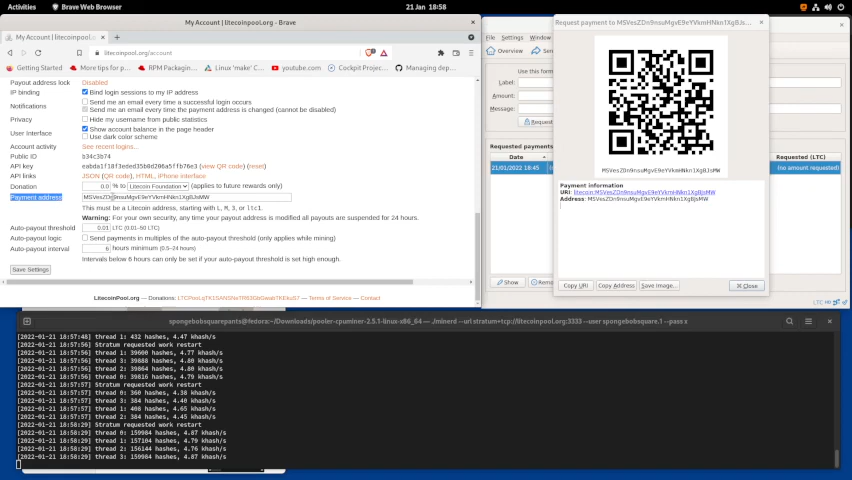 Activities
Brave Web Browser
21 Jan 18:58
My Account | litecoinpool.org - Brave
My Account | litecoinpool.or
litecoinpool.org/account
Getting Started
More tips for p...
RPM Packaging...
Linux 'make' C...
youtube.com
Cockpit Project...
Managing dep...
Payout address lock Disabled
IP binding Bind login sessions to my IP address
Notifications Send me an email every time a successful login occurs
Send me an email every time the payment address is changed (cannot be disabled)
Privacy Hide my username from public statistics
User Interface Show account balance in the page header
Use dark color scheme
Account activity See recent logins...
Public ID b34c3b74
API key (view QR code) (reset)
API links JSON (QR code), HTML, iPhone interface
Donation 0.0 % to Litecoin Foundation (applies to future rewards only)
Payment address
This must be a Litecoin address, starting with L, M, 3, or ltc1.
Warning: For your own security, any time your payout address is modified all payouts are suspended for 24 hours.
Auto-payout threshold 0.01 LTC (0.01–50 LTC)
Auto-payout logic Send payments in multiples of the auto-payout threshold (only applies while mining)
Auto-payout interval 6 hours minimum (0.5–24 hours)
Intervals below 6 hours can only be set if your auto-payout threshold is set high enough.
Save Settings
LitecoinPool.org — Donations: — Terms of Service — Contact
File Settings Window
Overview
Use this form
Label:
Amount:
Message:
Request
Requested payments
Date
Requested (LTC)
21/01/2022 18:45
(no amount requested)
Show
LTC HD
Payment information
URI:
Address:
Copy URI
Copy Address
Save Image...
Close
spongebobsquarepants@fedora:~/Downloads/pooler-cpuminer-2.5.1-linux-x86_64 — ./minerd --url stratum+tcp://litecoinpool.org:3333 --user spongebobsquare.1 --pass x
[2022-01-21 18:57:48] thread 1: 432 hashes, 4.47 khash/s
[2022-01-21 18:57:56] Stratum requested work restart
[2022-01-21 18:57:56] thread 1: 39600 hashes, 4.77 khash/s
[2022-01-21 18:57:56] thread 3: 39888 hashes, 4.80 khash/s
[2022-01-21 18:57:56] thread 2: 39864 hashes, 4.80 khash/s
[2022-01-21 18:57:56] thread 0: 39816 hashes, 4.79 khash/s
[2022-01-21 18:57:57] Stratum requested work restart
[2022-01-21 18:57:57] thread 0: 360 hashes, 4.38 khash/s
[2022-01-21 18:57:57] thread 3: 384 hashes, 4.40 khash/s
[2022-01-21 18:57:57] thread 1: 408 hashes, 4.65 khash/s
[2022-01-21 18:57:57] thread 2: 384 hashes, 4.45 khash/s
[2022-01-21 18:58:29] Stratum requested work restart
[2022-01-21 18:58:29] thread 0: 159984 hashes, 4.87 khash/s
[2022-01-21 18:58:29] thread 1: 157104 hashes, 4.79 khash/s
[2022-01-21 18:58:29] thread 2: 156144 hashes, 4.76 khash/s
[2022-01-21 18:58:29] thread 3: 159984 hashes, 4.87 khash/s